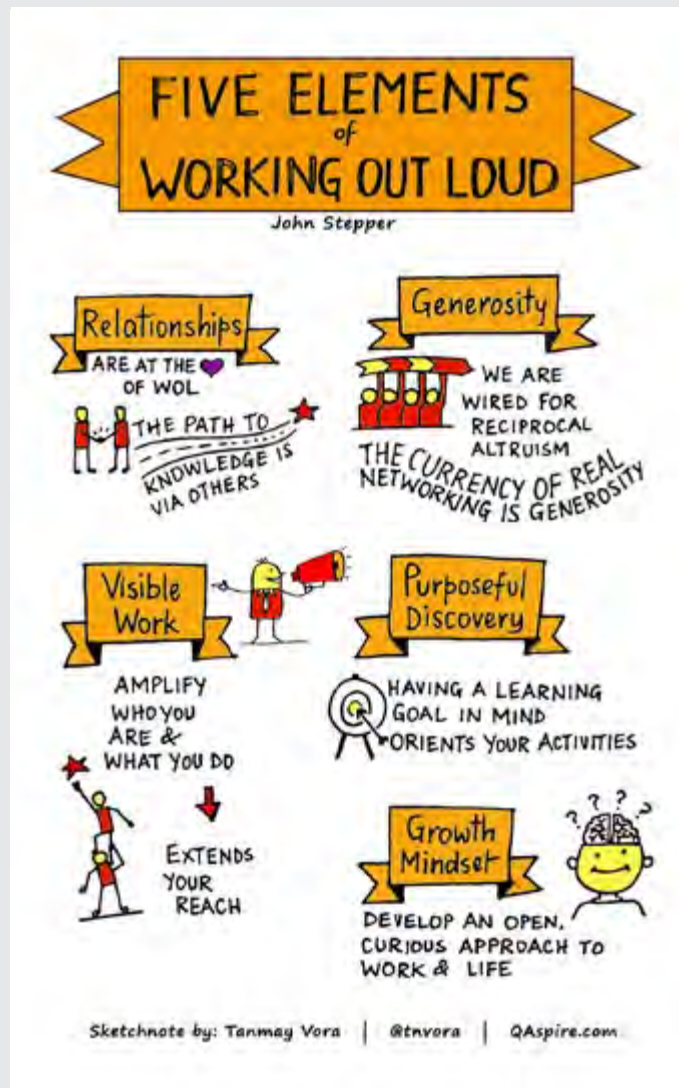 FIVE ELEMENTS
of
WORKING OUT LOUD
John Stepper
Relationships
ARE AT THE
OF WOL
THE PATH TO
KNOWLEDGE IS
VIA OTHERS
Generosity
WE ARE
WIRED FOR
RECIPROCAL
ALTRUISM
THE CURRENCY OF REAL
NETWORKING IS GENEROSITY
Visible
Work
AMPLIFY
WHO YOU
ARE &
WHAT YOU DO
EXTENDS
YOUR
REACH
Purposeful
Discovery
HAVING A LEARNING
GOAL IN MIND
ORIENTS YOUR ACTIVITIES
Growth
Mindset
? ? ? ?
DEVELOP AN OPEN,
CURIOUS APPROACH TO
WORK & LIFE
Sketchnote by: Tanmay Vora | @tnvora | QAspire.com